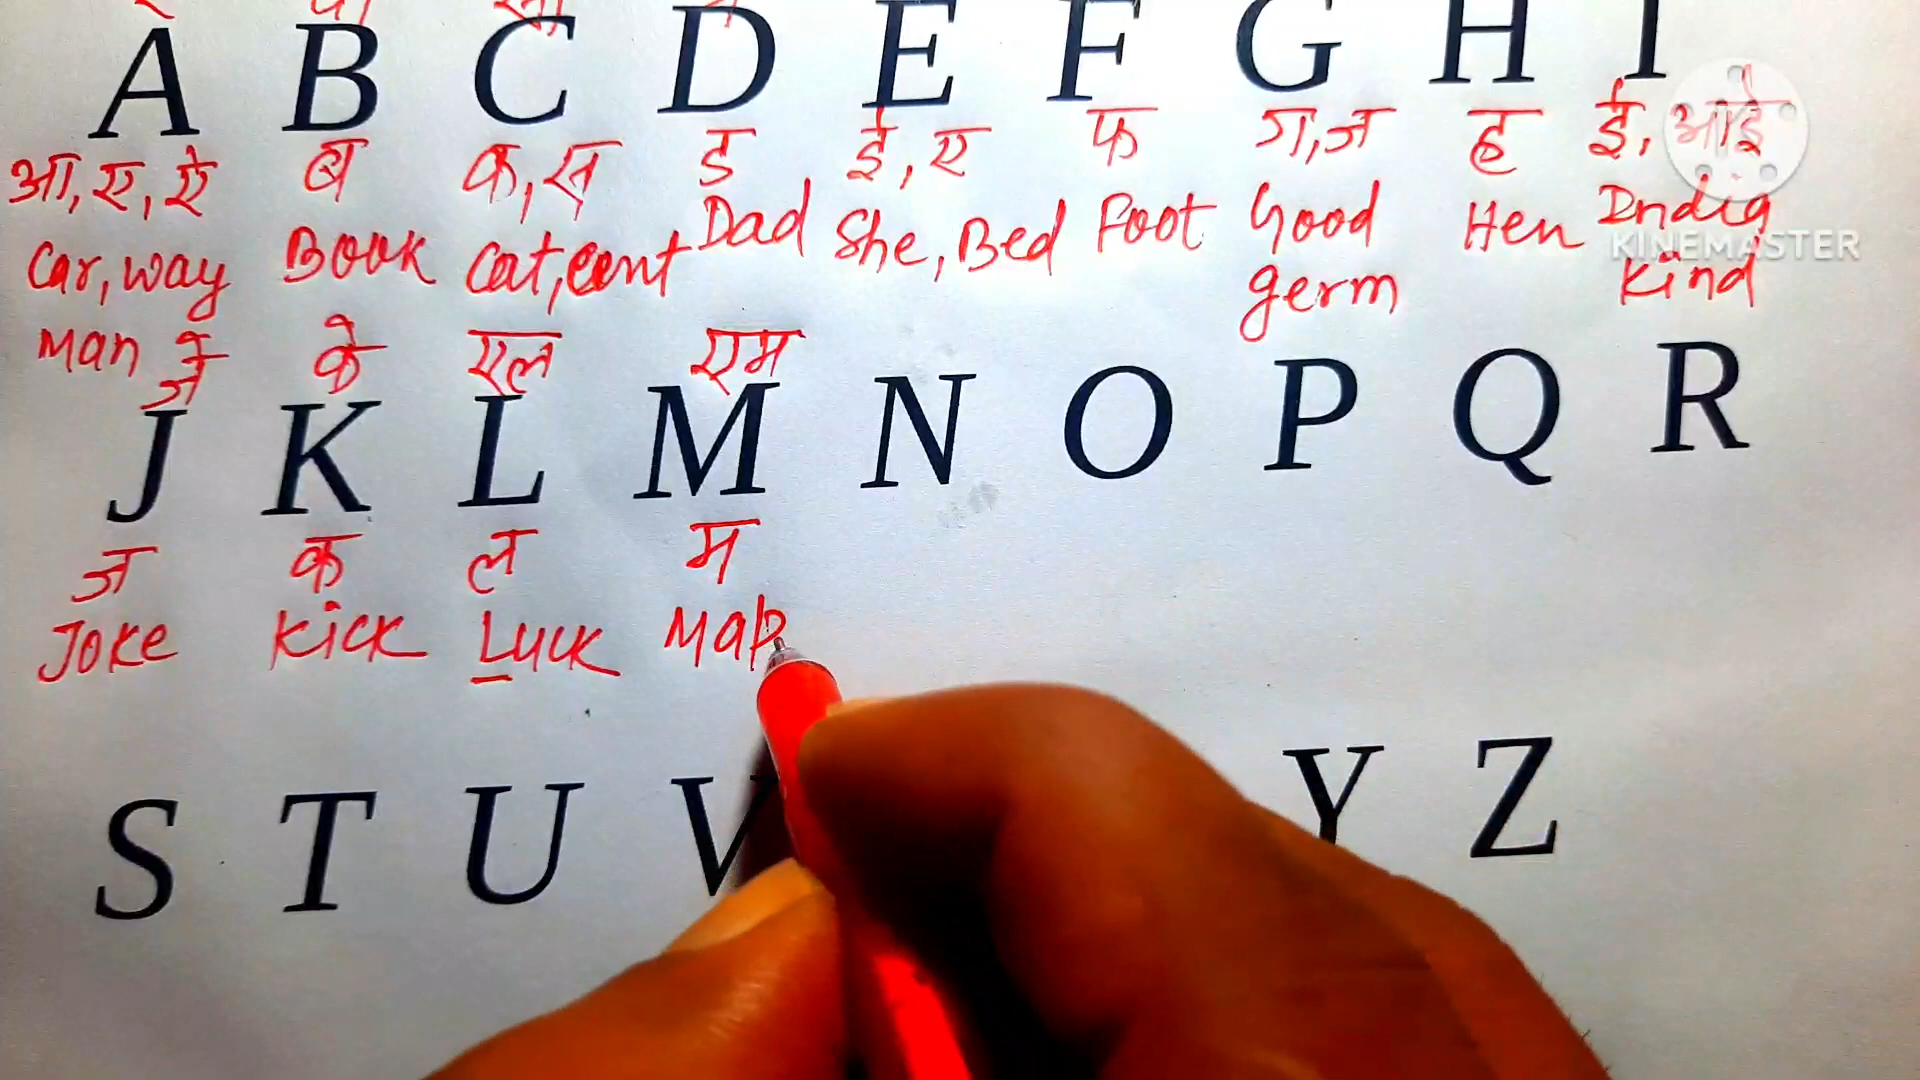 A B C D E F G H I
आ, ए, ऐ ब क, स ड ई, ए फ ग, ज ह ई, आई
Car, way Book Cat, cent Dad She, Bed Foot Good Hen India
Man germ Kind
KINEMASTER
जे के एल एम
J K L M N O P Q R
ज क ल म
Joke Kick Luck Map
S T U V Y Z